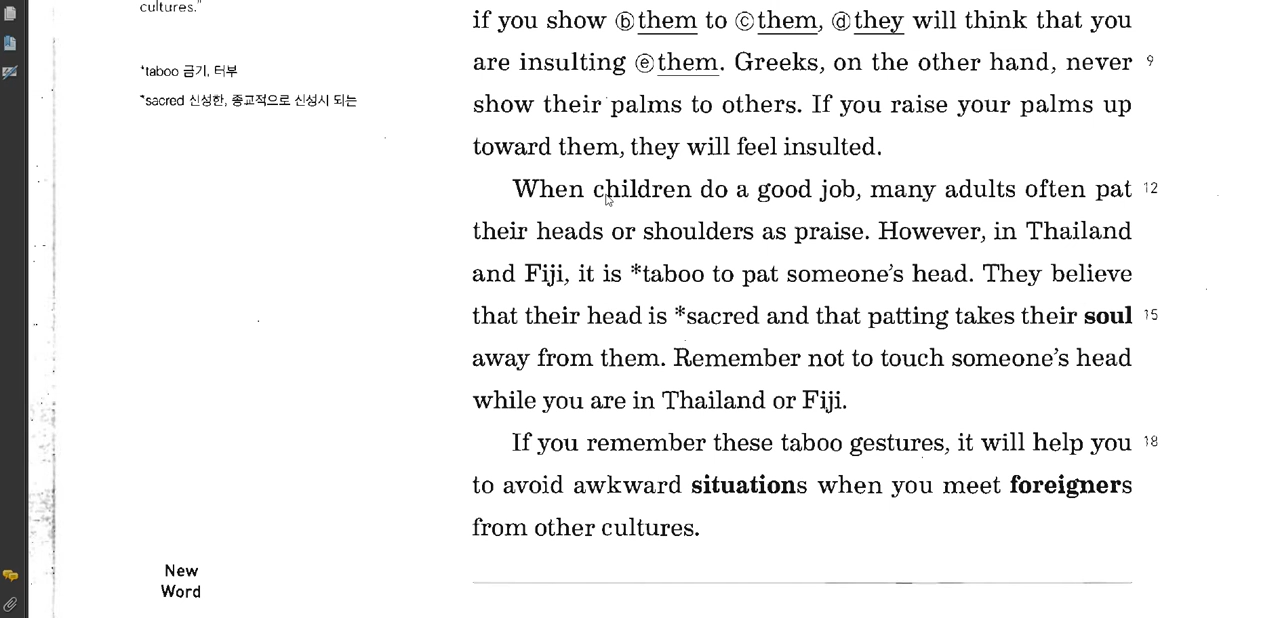 cultures."
*taboo 금기, 터부
*sacred 신성한, 종교적으로 신성시 되는
if you show ⓑthem to ⓒthem, ⓓthey will think that you
are insulting ⓔthem. Greeks, on the other hand, never 9
show their palms to others. If you raise your palms up
toward them, they will feel insulted.
When children do a good job, many adults often pat 12
their heads or shoulders as praise. However, in Thailand
and Fiji, it is *taboo to pat someone's head. They believe
that their head is *sacred and that patting takes their soul 15
away from them. Remember not to touch someone's head
while you are in Thailand or Fiji.
If you remember these taboo gestures, it will help you 18
to avoid awkward situations when you meet foreigners
from other cultures.
New
Word